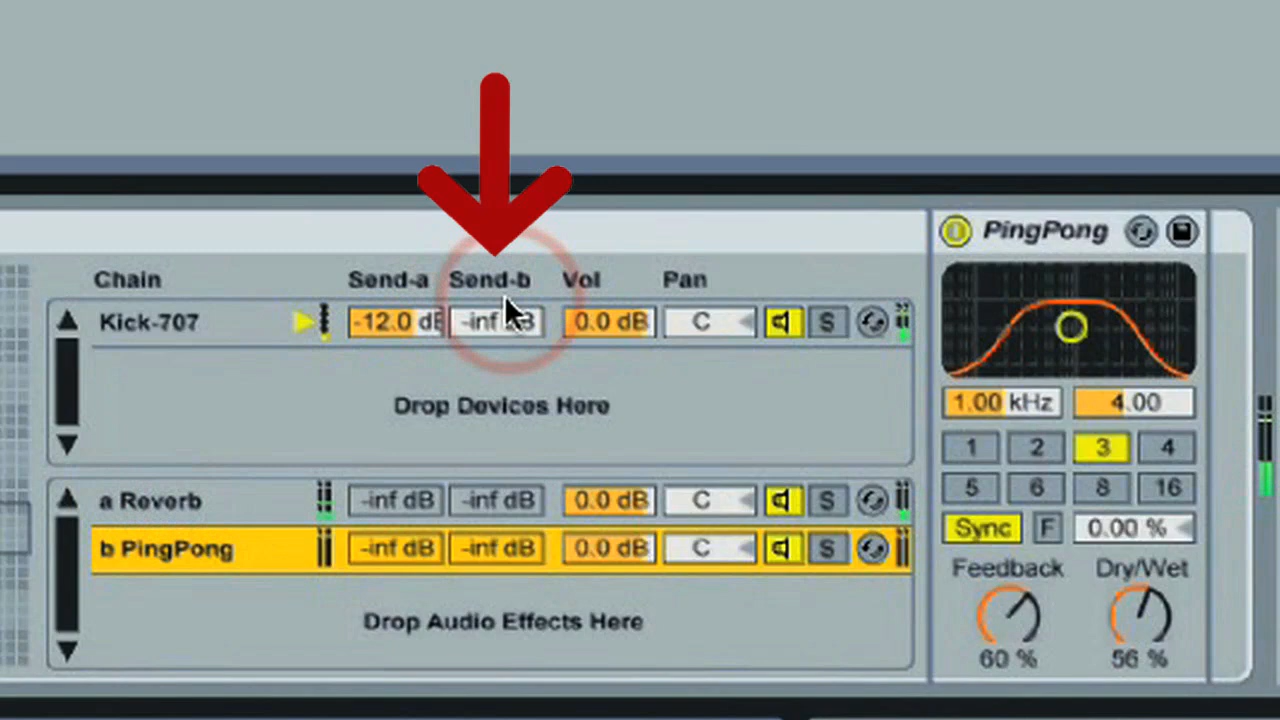 PingPong
Chain Send-a Send-b Vol Pan
Kick-707 -12.0 dB -inf dB 0.0 dB C S
1.00 kHz 4.00
Drop Devices Here
1 2 3 4
a Reverb -inf dB -inf dB 0.0 dB C S
5 6 8 16
b PingPong -inf dB -inf dB 0.0 dB C S
Sync F 0.00 %
Feedback Dry/Wet
Drop Audio Effects Here
60 % 56 %